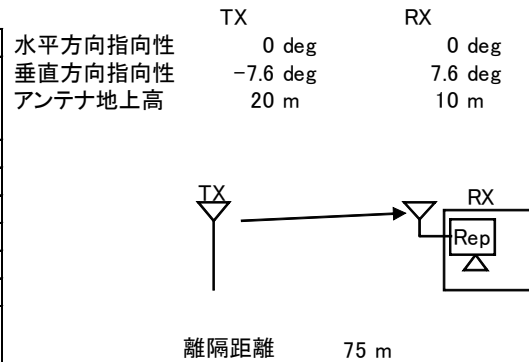 TX RX
水平方向指向性 0 deg 0 deg
垂直方向指向性 -7.6 deg 7.6 deg
アンテナ地上高 20 m 10 m
TX RX
Rep
離隔距離 75 m